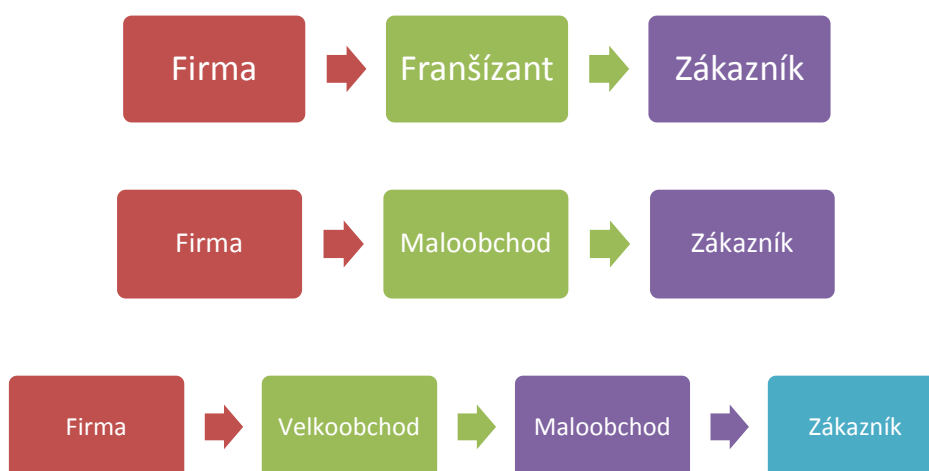 Firma Franšízant Zákazník
Firma Maloobchod Zákazník
Firma Velkoobchod Maloobchod Zákazník